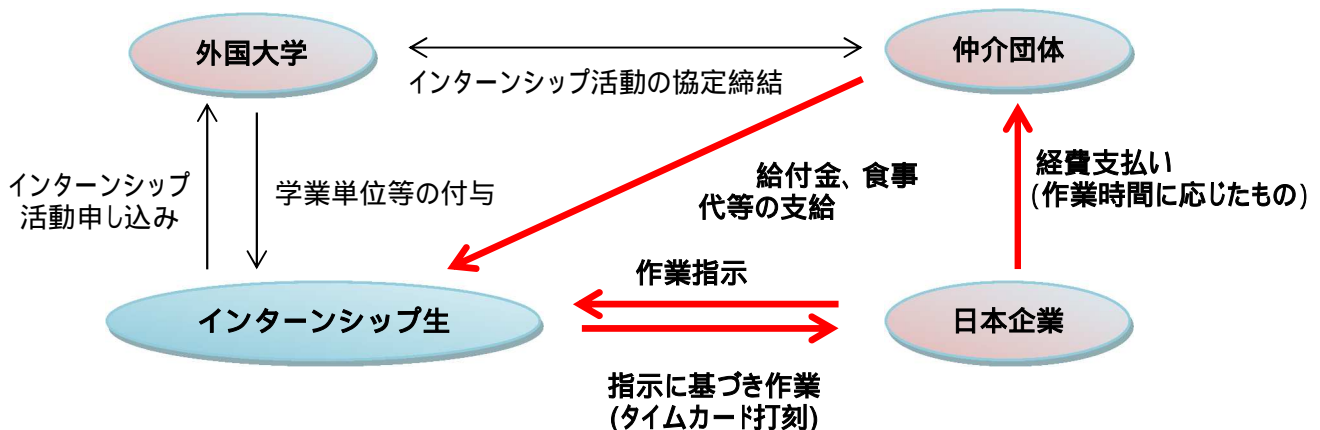 外国大学
仲介団体
インターンシップ活動の協定締結
インターンシップ
活動申し込み
学業単位等の付与
給付金、食事
代等の支給
経費支払い
(作業時間に応じたもの)
作業指示
インターンシップ生
日本企業
指示に基づき作業
(タイムカード打刻)